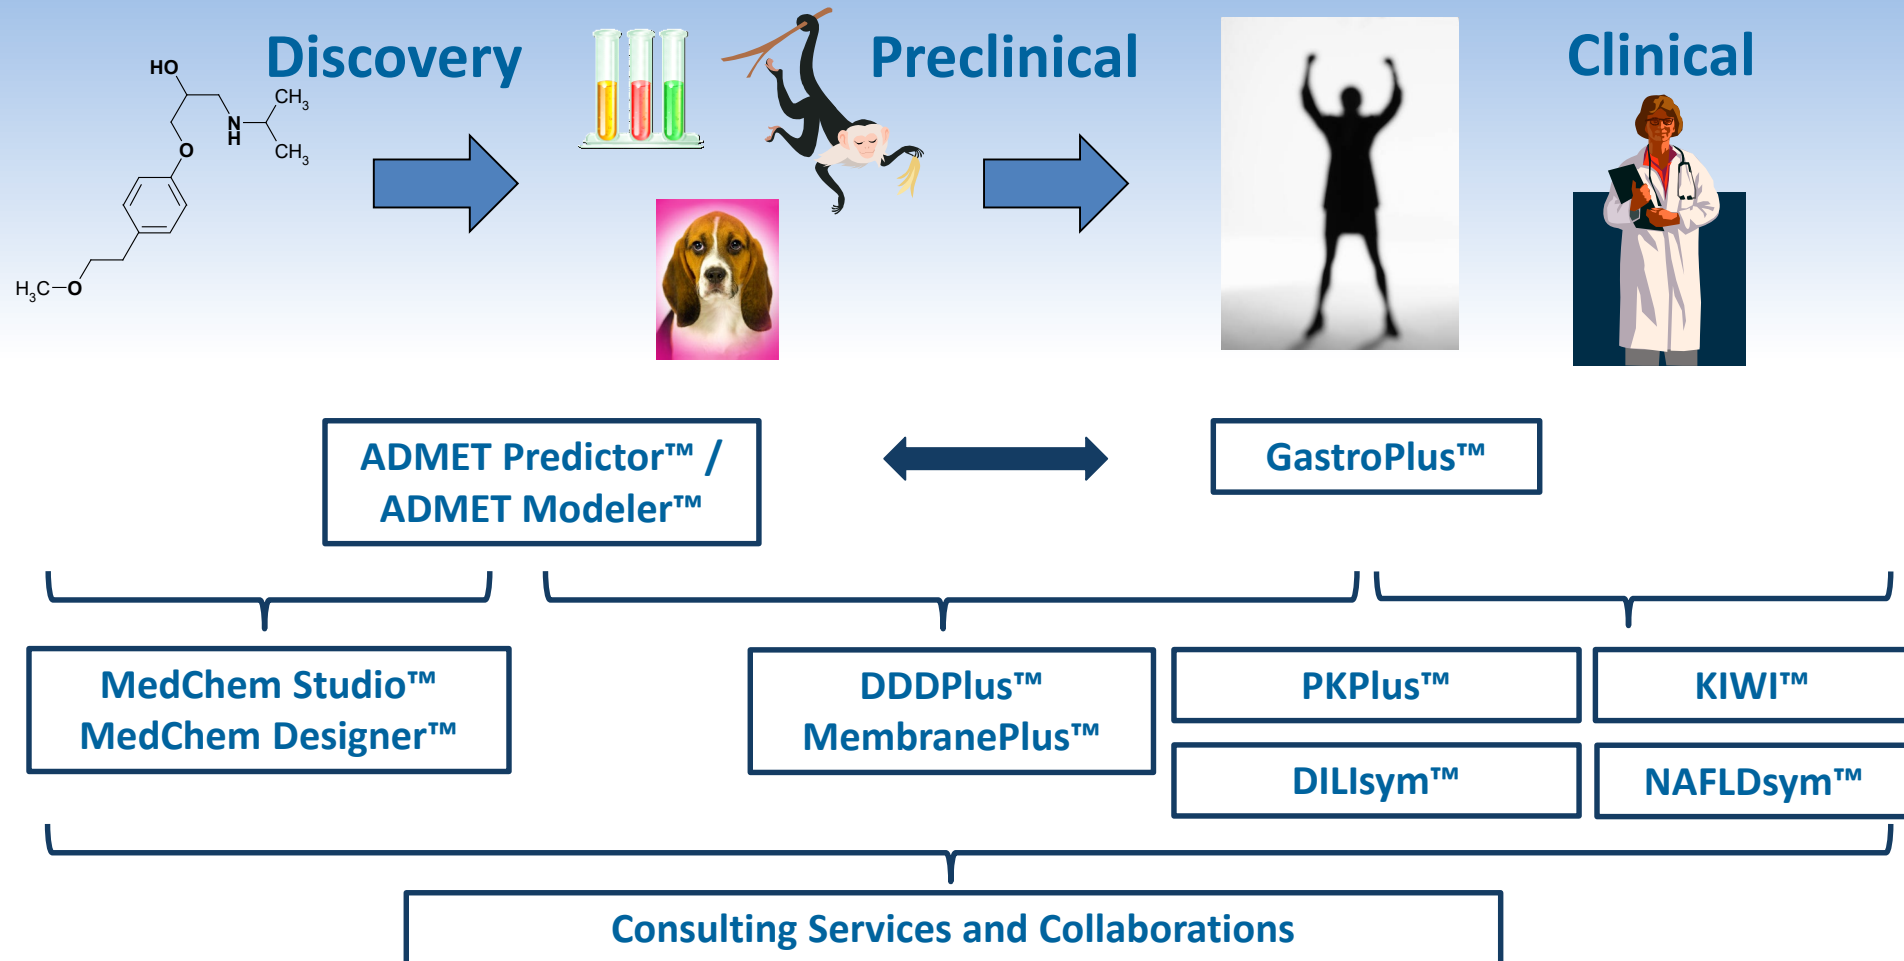 Discovery
Preclinical
Clinical
HO
CH3
N
H
CH3
O
H3C–O
ADMET Predictor™ /
ADMET Modeler™
GastroPlus™
MedChem Studio™
MedChem Designer™
DDDPlus™
MembranePlus™
PKPlus™
KIWI™
DILIsym™
NAFLDsym™
Consulting Services and Collaborations